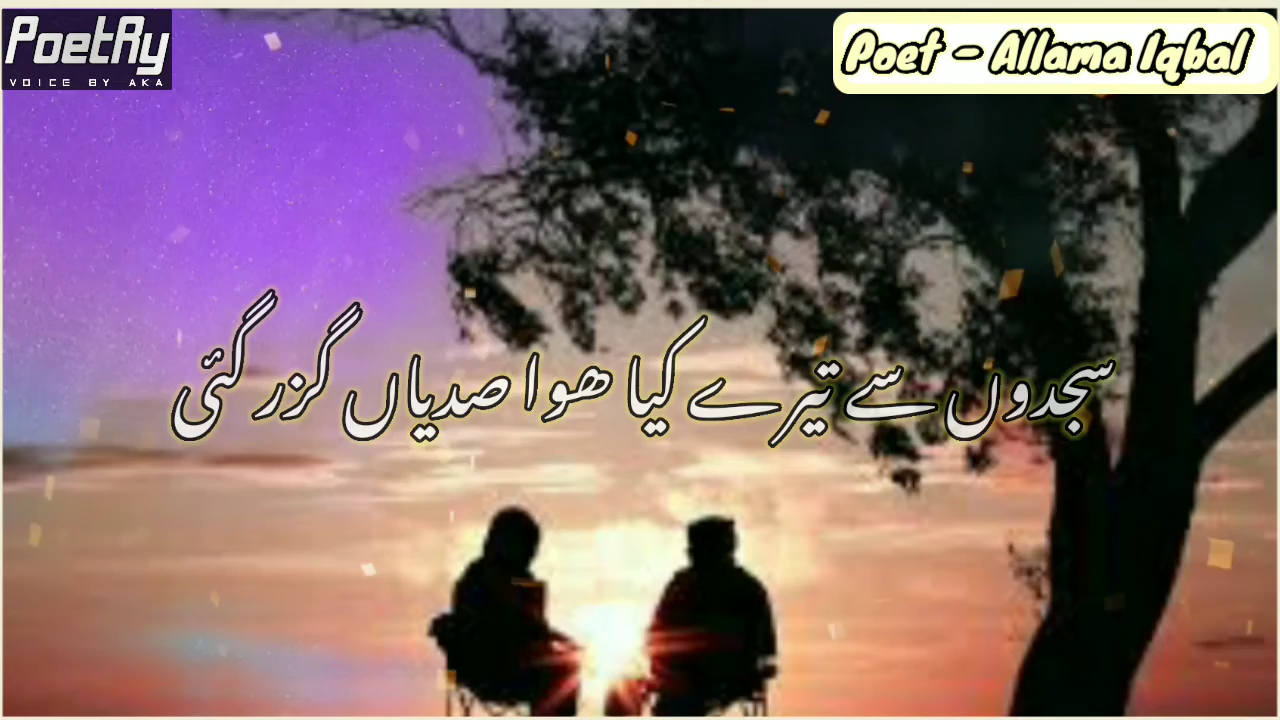 PoetRy
VOICE BY AKA
Poet - Allama Iqbal
سجدوں سے تیرے کیا ھوا صدیاں گزر گئی